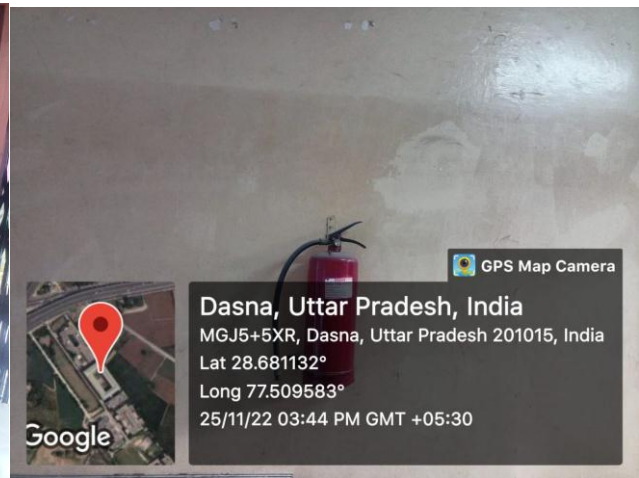 GPS Map Camera
Dasna, Uttar Pradesh, India
MGJ5+5XR, Dasna, Uttar Pradesh 201015, India
Lat 28.681132°
Long 77.509583°
25/11/22 03:44 PM GMT +05:30
Google